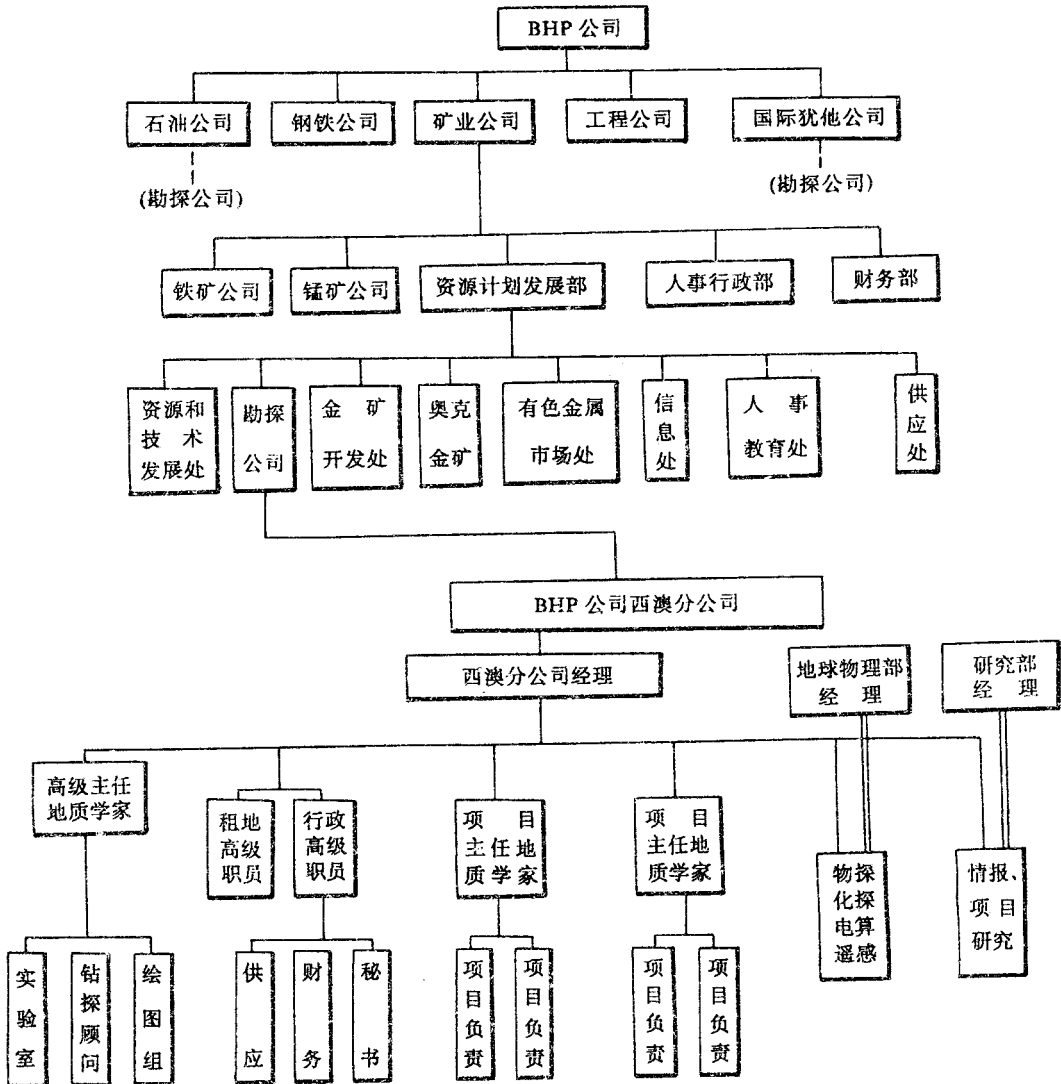 BHP 公司
石油公司
钢铁公司
矿业公司
工程公司
国际犹他公司
(勘探公司)
(勘探公司)
铁矿公司
锰矿公司
资源计划发展部
人事行政部
财务部
资源和
技术
发展处
勘探
公司
金矿
开发处
奥克
金矿
有色金属
市场处
信
息
处
人事
教育处
供
应
处
BHP 公司西澳分公司
西澳分公司经理
地球物理部
经理
研究部
经理
高级主任
地质学家
租地
高级
职员
行政
高级
职员
项目
主任地
质学家
项目
主任地
质学家
物探
化探
电算
遥感
情报、
项目
研究
实
验
室
钻
探
顾
问
绘
图
组
供
应
财
务
秘
书
项
目
负
责
项
目
负
责
项
目
负
责
项
目
负
责